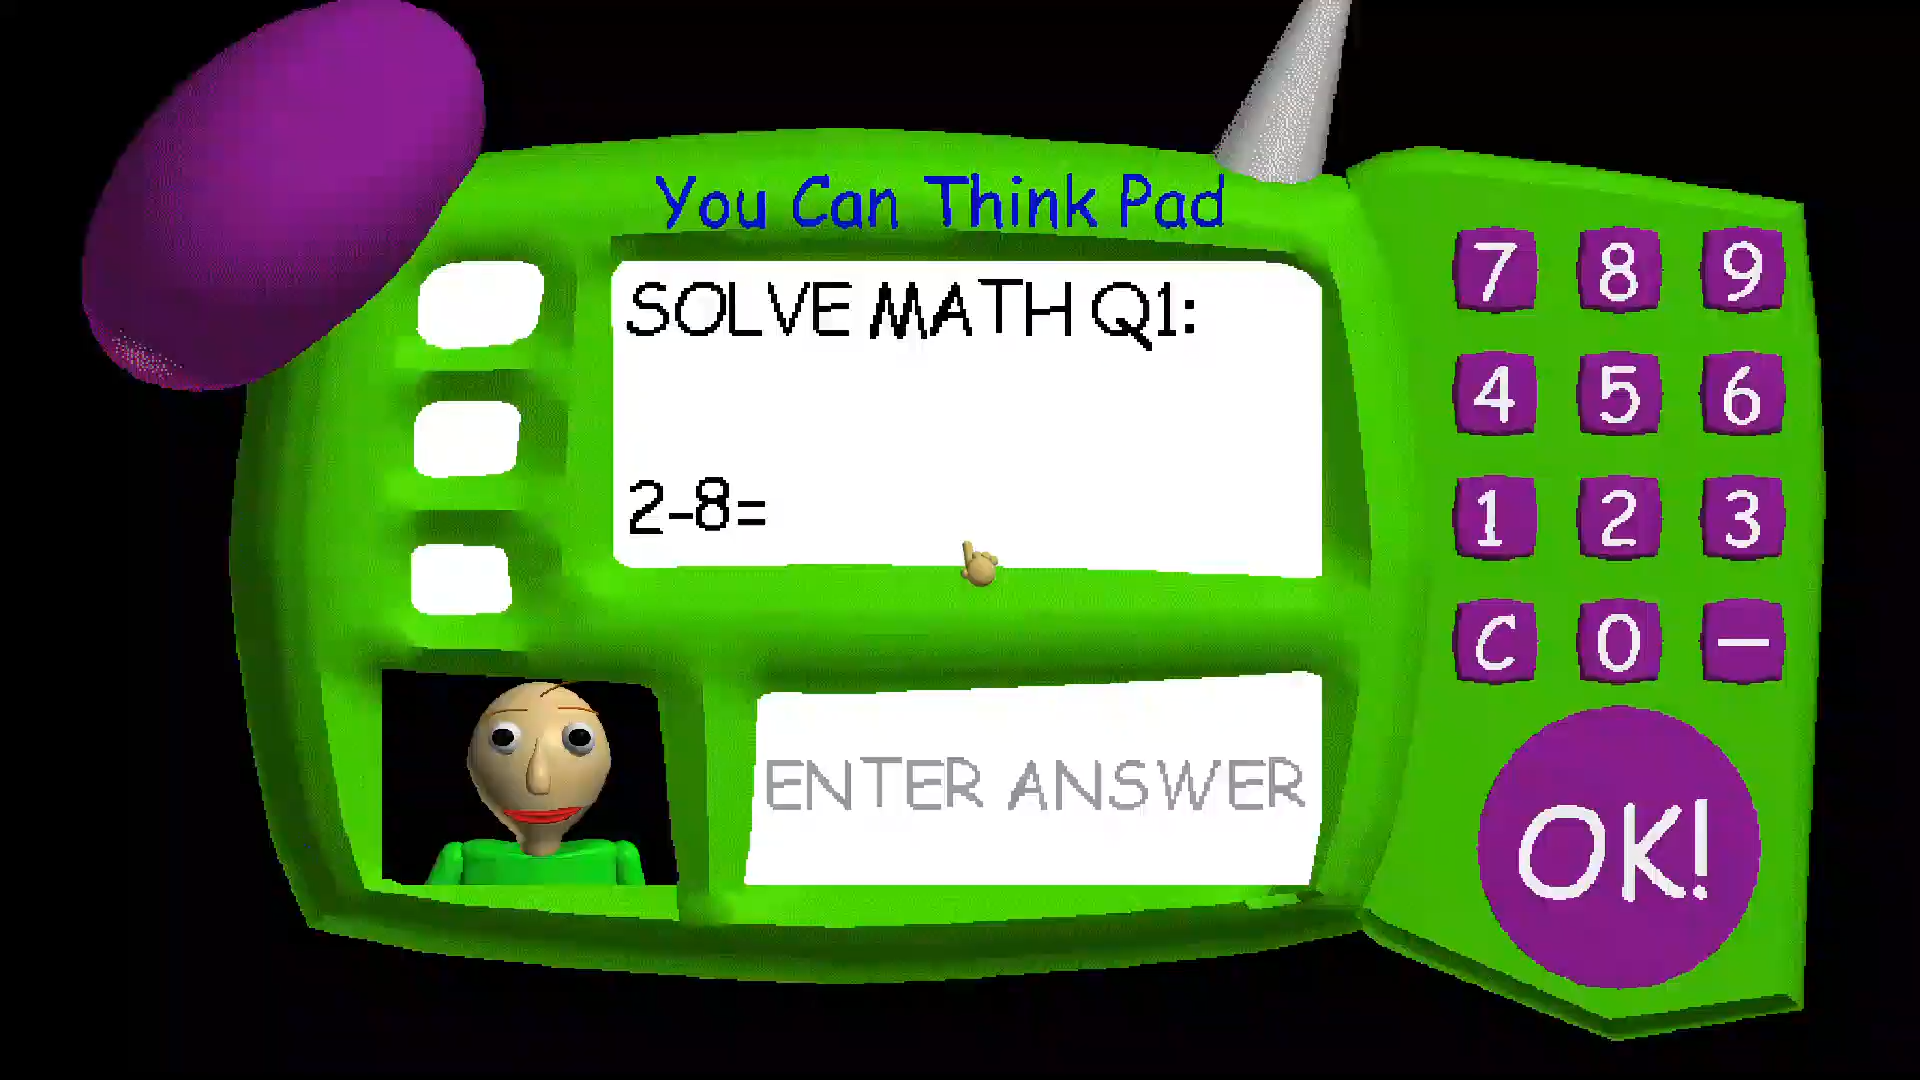 You Can Think Pad
SOLVE MATH Q1:
2-8=
ENTER ANSWER
7 8 9
4 5 6
1 2 3
C 0 −
OK!